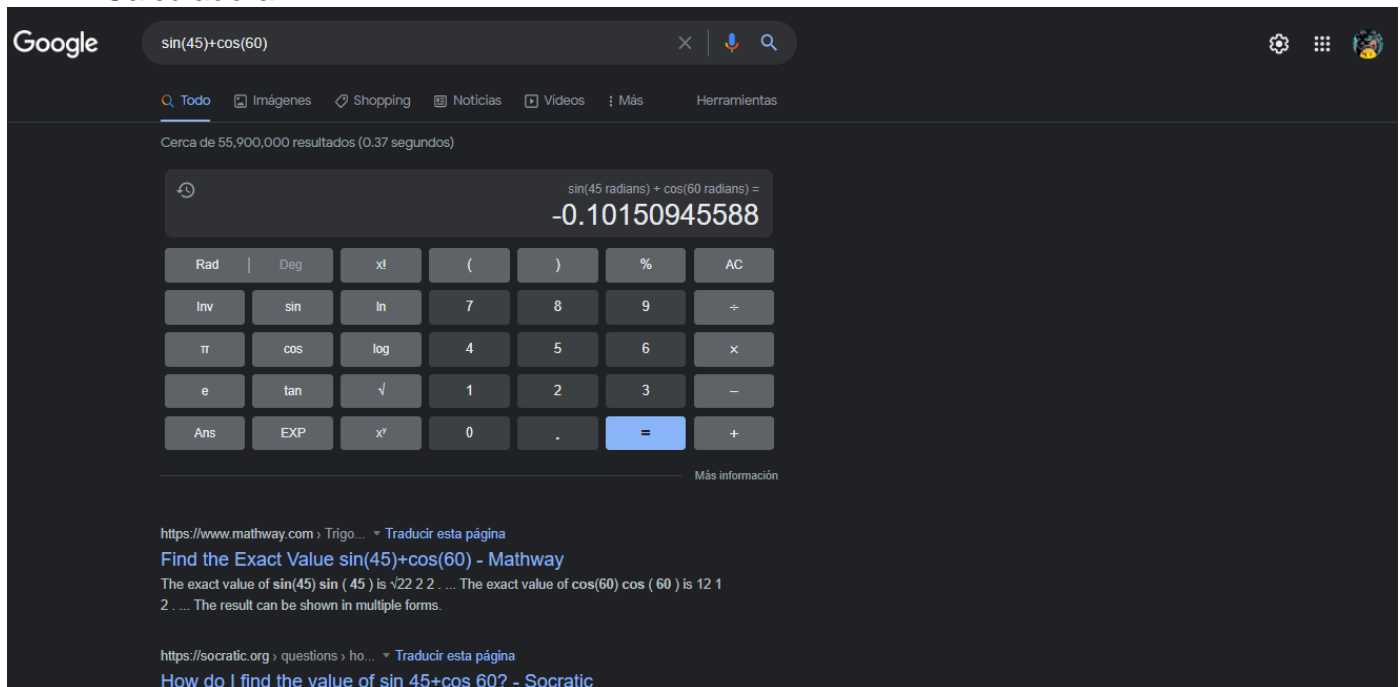 Google
sin(45)+cos(60)
Todo Imágenes Shopping Noticias Videos Más Herramientas
Cerca de 55,900,000 resultados (0.37 segundos)
sin(45 radians) + cos(60 radians) =
-0.10150945588
Rad | Deg x! ( ) % AC
Inv sin ln 7 8 9 ÷
π cos log 4 5 6 ×
e tan √ 1 2 3 −
Ans EXP xʸ 0 . = +
Más información
https://www.mathway.com › Trigo... Traducir esta página
Find the Exact Value sin(45)+cos(60) - Mathway
The exact value of sin(45) sin ( 45 ) is √22 2 2 . ... The exact value of cos(60) cos ( 60 ) is 12 1
2 . ... The result can be shown in multiple forms.
https://socratic.org › questions › ho... Traducir esta página
How do I find the value of sin 45+cos 60? - Socratic